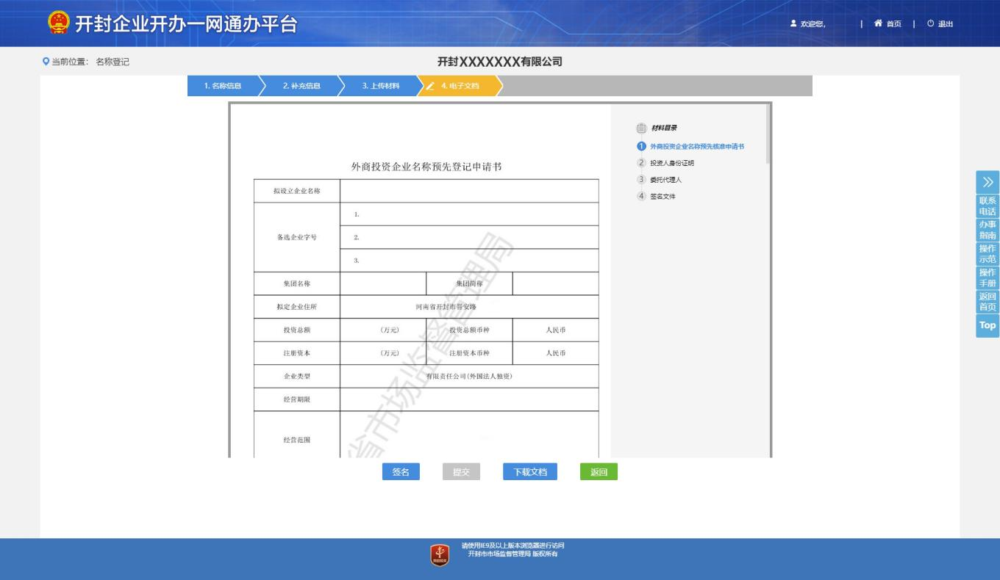 开封企业开办一网通办平台
欢迎您, | 首页 | 退出
当前位置: 名称登记
开封XXXXXXX有限公司
1. 名称信息 2. 补充信息 3. 上传材料 4. 电子文档
外商投资企业名称预先登记申请书
拟设立企业名称
备选企业字号
1.
2.
3.
集团名称 集团简称
拟定企业住所 河南省开封市晋安路
投资总额 (万元) 投资总额币种 人民币
注册资本 (万元) 注册资本币种 人民币
企业类型 有限责任公司(外国法人独资)
经营期限
经营范围
省市场监督管理局
材料目录
1 外商投资企业名称预先核准申请书
2 投资人身份证明
3 委托代理人
4 签名文件
联系
电话
办事
指南
操作
示范
操作
手册
返回
首页
Top
签名 提交 下载文档 返回
请使用IE9及以上版本浏览器进行访问
开封市市场监督管理局 版权所有